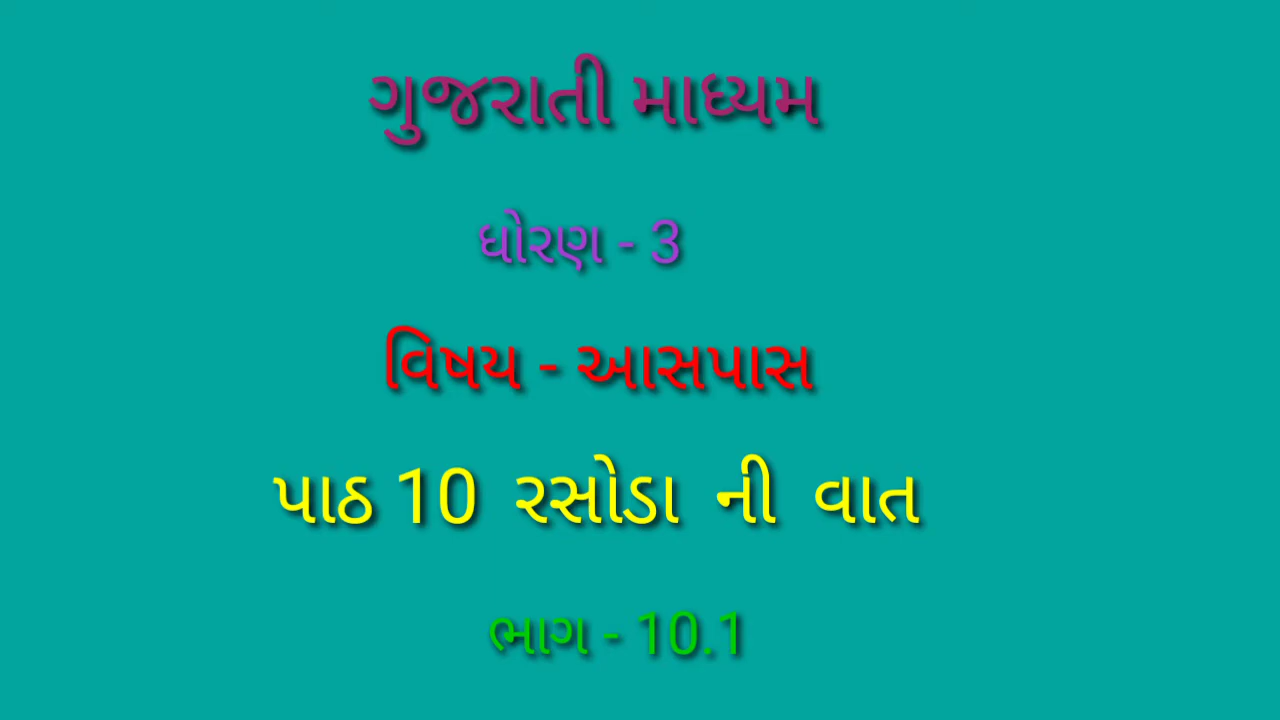 ગુજરાતી માધ્યમ
ધોરણ - 3
વિષય - આસપાસ
પાઠ 10 રસોડા ની વાત
ભાગ - 10.1